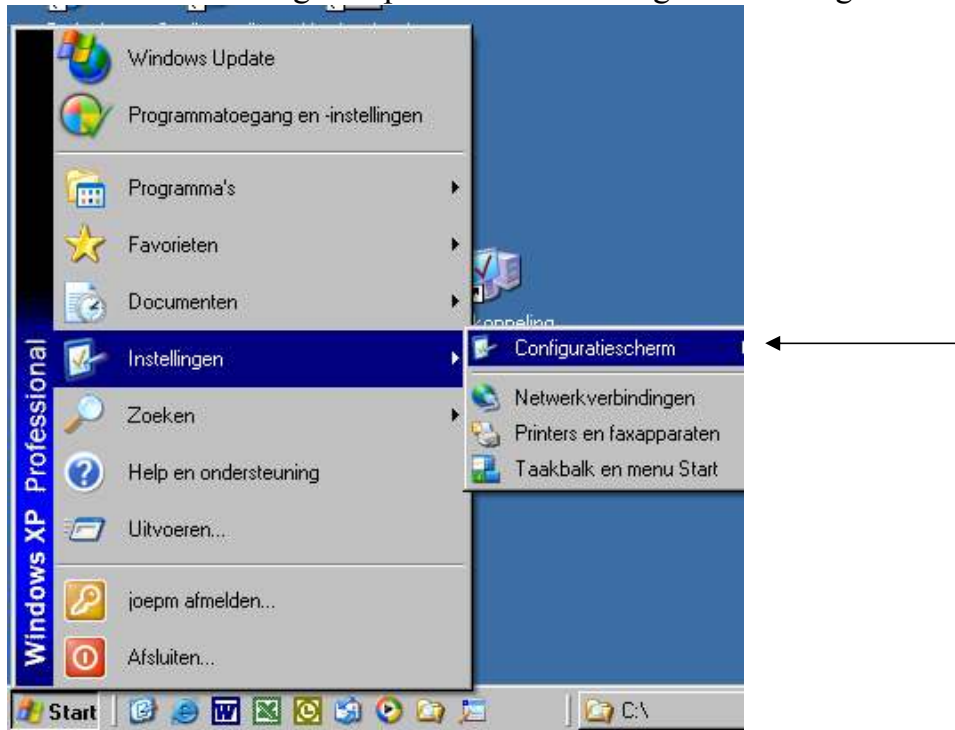 Windows Update
Programmatoegang en -instellingen
Programma's
Favorieten
Documenten
Instellingen
Zoeken
Help en ondersteuning
Uitvoeren...
joepm afmelden...
Afsluiten...
Windows XP Professional
koppeling
Configuratiescherm
Netwerkverbindingen
Printers en faxapparaten
Taakbalk en menu Start
Start
C:\